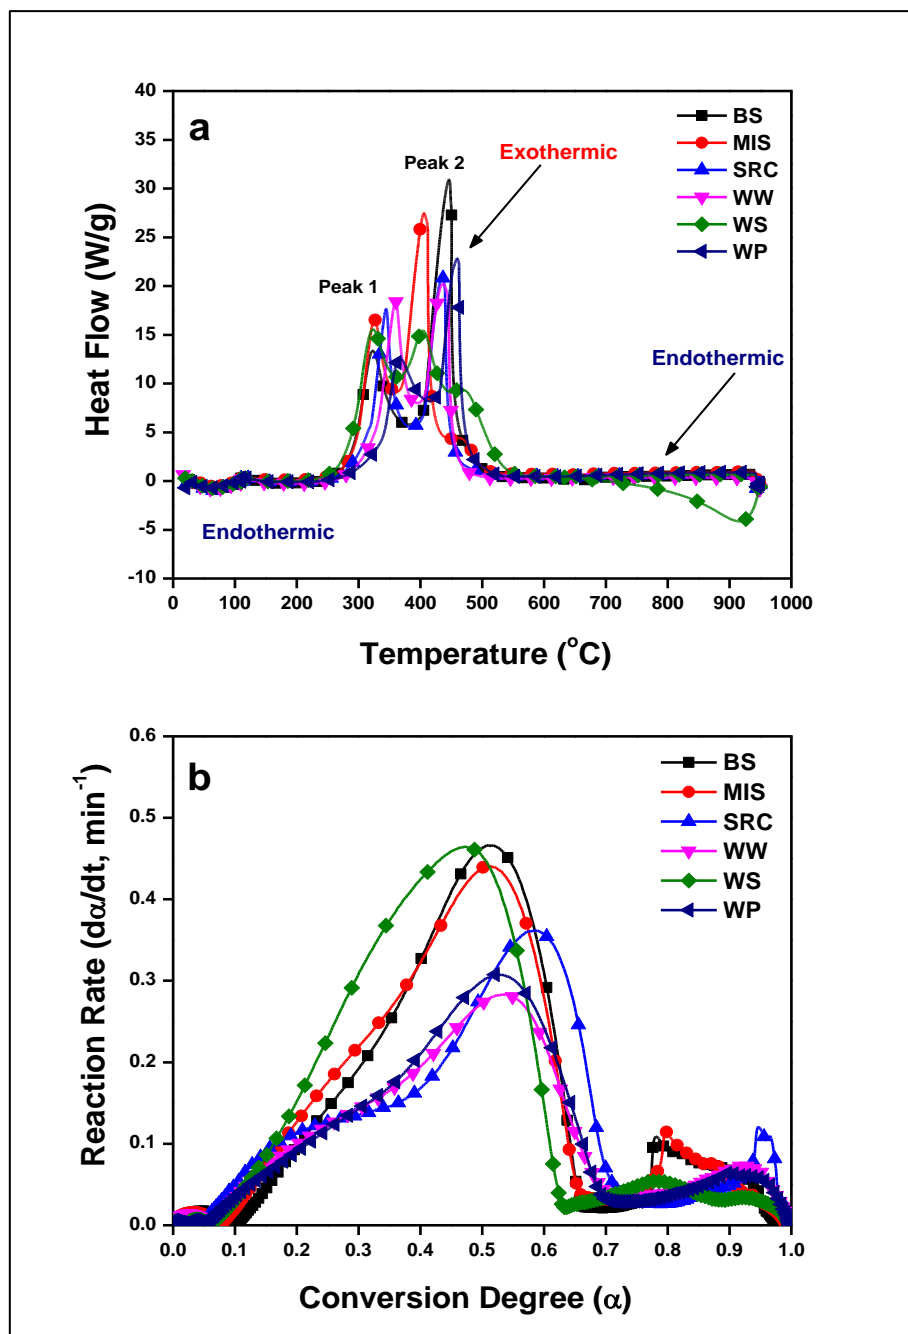 a
BS
MIS
SRC
WW
WS
WP
Exothermic
Peak 2
Peak 1
Endothermic
Endothermic
40
35
30
25
20
15
10
5
0
-5
-10
0 100 200 300 400 500 600 700 800 900 1000
Heat Flow (W/g)
Temperature (°C)
b
BS
MIS
SRC
WW
WS
WP
0.6
0.5
0.4
0.3
0.2
0.1
0.0
0.0 0.1 0.2 0.3 0.4 0.5 0.6 0.7 0.8 0.9 1.0
Reaction Rate (dα/dt, min⁻¹)
Conversion Degree (α)